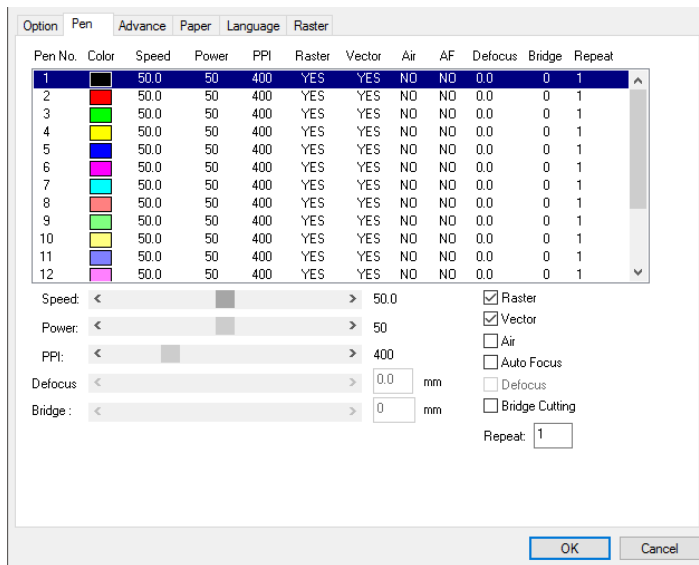 Option Pen Advance Paper Language Raster
Pen No. Color Speed Power PPI Raster Vector Air AF Defocus Bridge Repeat
1 50.0 50 400 YES YES NO NO 0.0 0 1
2 50.0 50 400 YES YES NO NO 0.0 0 1
3 50.0 50 400 YES YES NO NO 0.0 0 1
4 50.0 50 400 YES YES NO NO 0.0 0 1
5 50.0 50 400 YES YES NO NO 0.0 0 1
6 50.0 50 400 YES YES NO NO 0.0 0 1
7 50.0 50 400 YES YES NO NO 0.0 0 1
8 50.0 50 400 YES YES NO NO 0.0 0 1
9 50.0 50 400 YES YES NO NO 0.0 0 1
10 50.0 50 400 YES YES NO NO 0.0 0 1
11 50.0 50 400 YES YES NO NO 0.0 0 1
12 50.0 50 400 YES YES NO NO 0.0 0 1
Speed: 50.0 Raster
Vector
Power: 50
Air
PPI: 400
Auto Focus
Defocus 0.0 mm Defocus
Bridge : 0 mm Bridge Cutting
Repeat: 1
OK Cancel